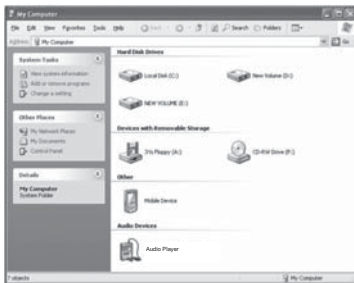 My Computer
File Edit View Favorites Tools Help
Search Folders
Address My Computer Go
System Tasks
View system information
Add or remove programs
Change a setting
Other Places
My Network Places
My Documents
Control Panel
Details
My Computer
System Folder
Hard Disk Drives
Local Disk (C:)
New Volume (D:)
NEW VOLUME (E:)
Devices with Removable Storage
3½ Floppy (A:)
CD-RW Drive (F:)
Other
Mobile Device
Audio Devices
Audio Player
7 objects
My Computer